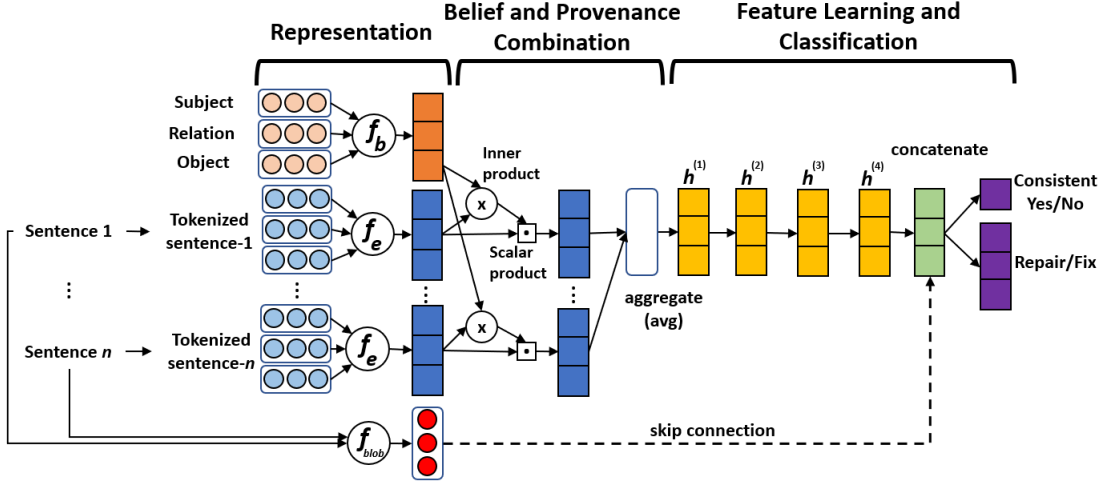 Representation
Belief and Provenance
Combination
Feature Learning and
Classification
Subject
Relation
Object
f_b
Inner
product
x
h^(1)
h^(2)
h^(3)
h^(4)
concatenate
Consistent
Yes/No
Repair/Fix
Sentence 1
Tokenized
sentence-1
f_e
Scalar
product
aggregate
(avg)
⋮
⋮
⋮
⋮
Sentence n
Tokenized
sentence-n
f_e
x
f_blob
skip connection